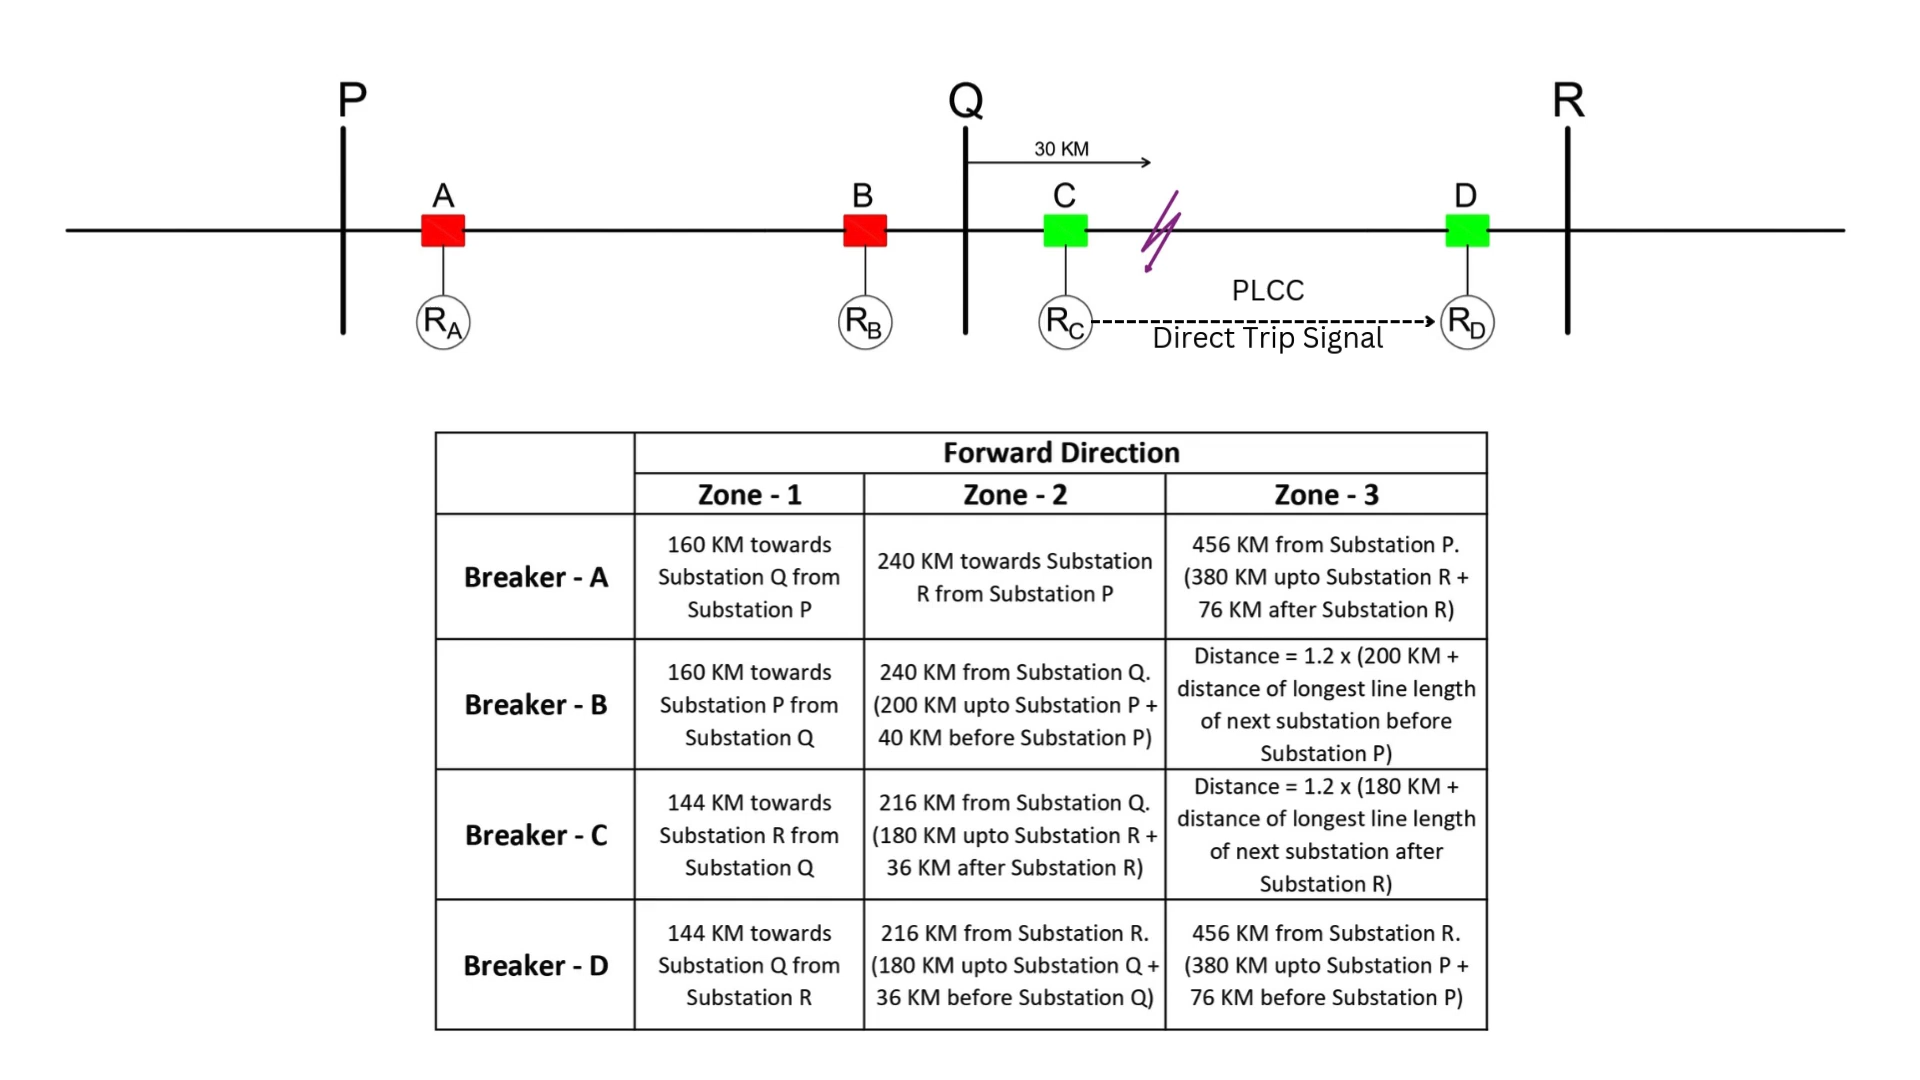 P
Q
R
30 KM
A
B
C
D
PLCC
RA
RB
RC
RD
Direct Trip Signal
Forward Direction
Zone - 1
Zone - 2
Zone - 3
Breaker - A
160 KM towards
Substation Q from
Substation P
240 KM towards Substation
R from Substation P
456 KM from Substation P.
(380 KM upto Substation R +
76 KM after Substation R)
Breaker - B
160 KM towards
Substation P from
Substation Q
240 KM from Substation Q.
(200 KM upto Substation P +
40 KM before Substation P)
Distance = 1.2 x (200 KM +
distance of longest line length
of next substation before
Substation P)
Breaker - C
144 KM towards
Substation R from
Substation Q
216 KM from Substation Q.
(180 KM upto Substation R +
36 KM after Substation R)
Distance = 1.2 x (180 KM +
distance of longest line length
of next substation after
Substation R)
Breaker - D
144 KM towards
Substation Q from
Substation R
216 KM from Substation R.
(180 KM upto Substation Q +
36 KM before Substation Q)
456 KM from Substation R.
(380 KM upto Substation P +
76 KM before Substation P)